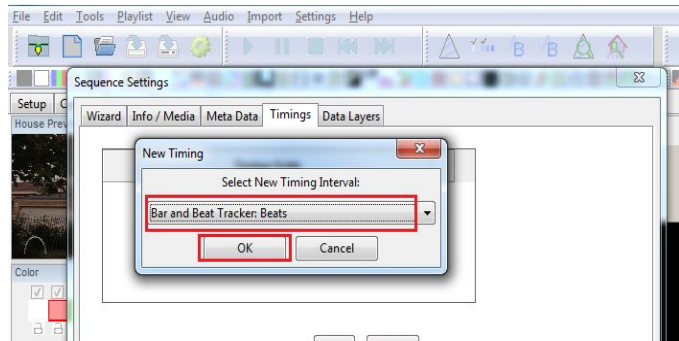 File Edit Tools Playlist View Audio Import Settings Help
Sequence Settings
Setup
House Prev
Wizard Info / Media Meta Data Timings Data Layers
New Timing
Select New Timing Interval:
Bar and Beat Tracker: Beats
OK Cancel
Color